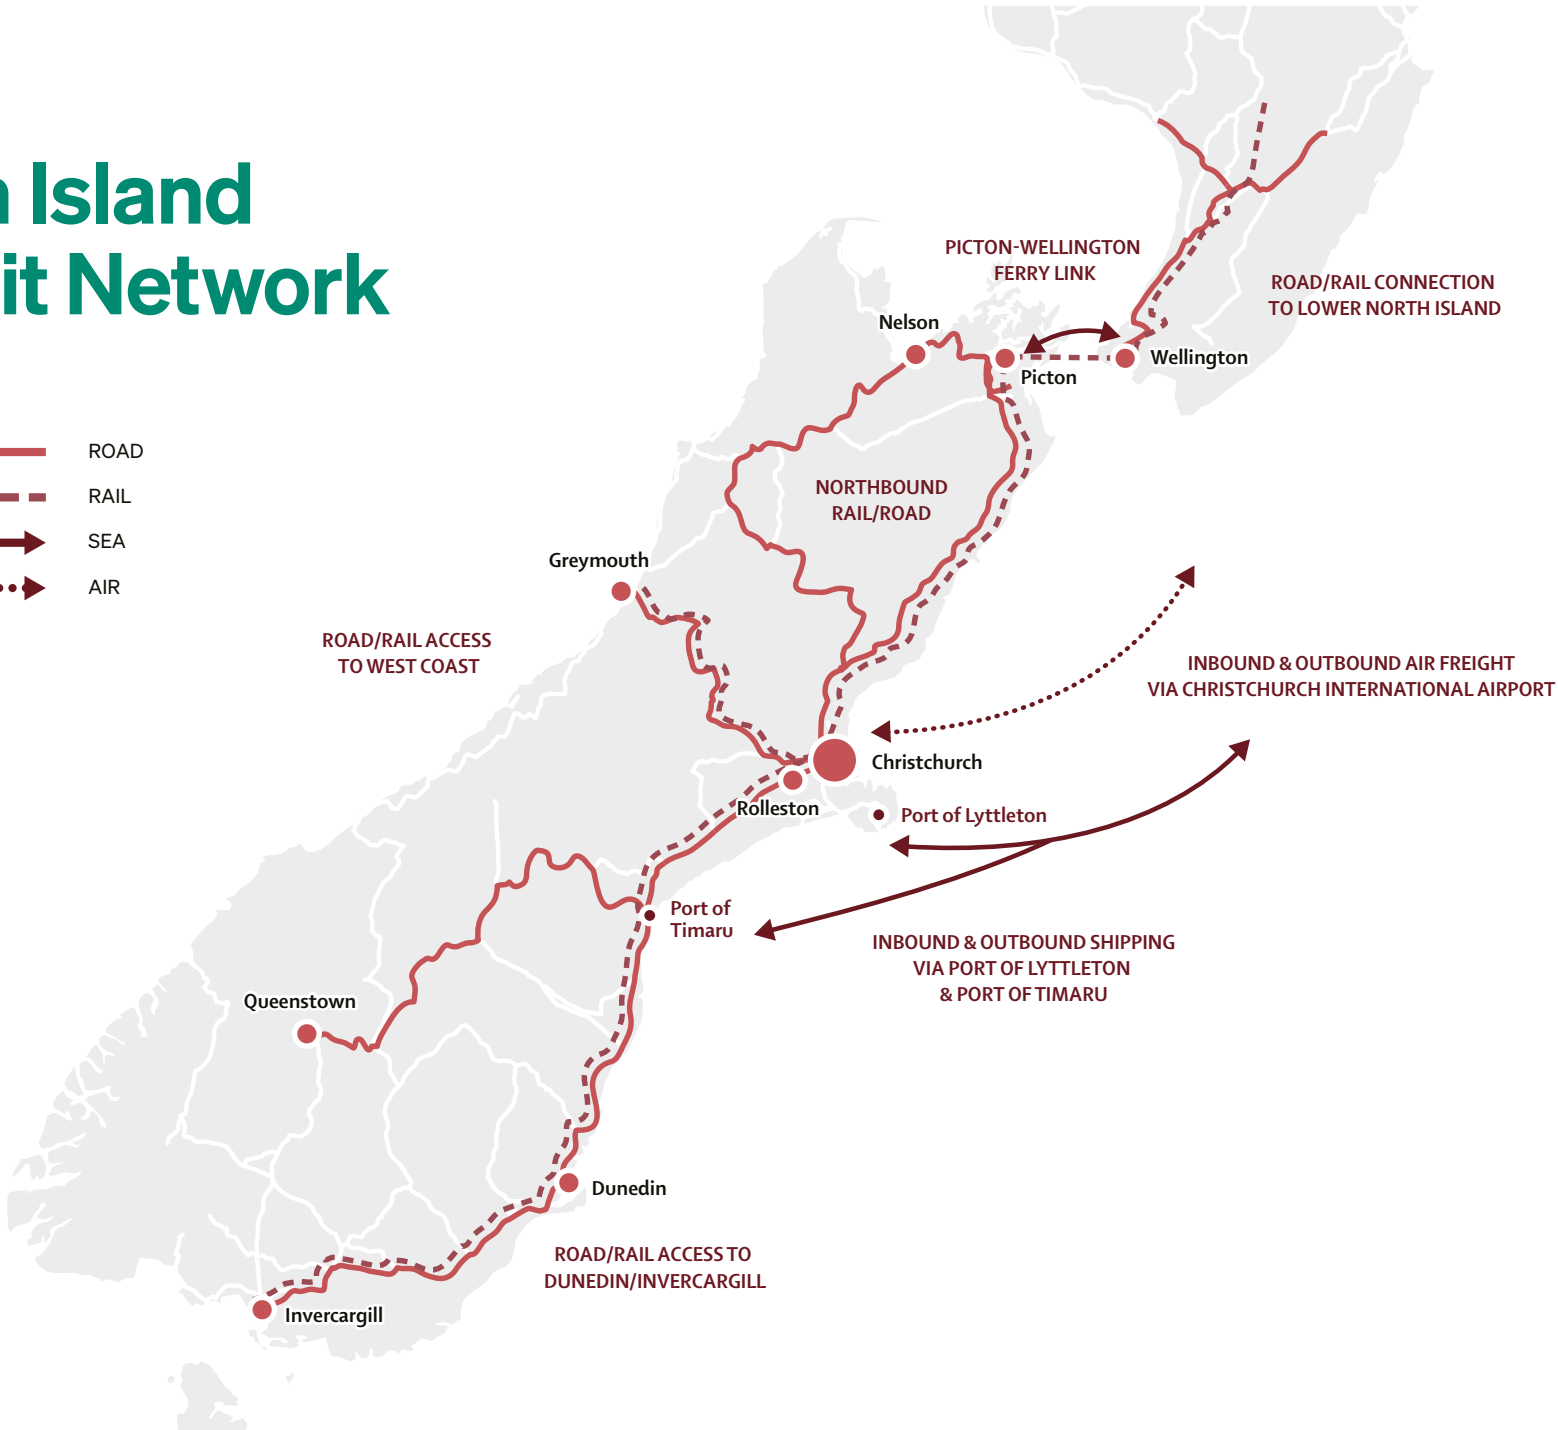 Island
Network
ROAD
RAIL
SEA
AIR
PICTON-WELLINGTON
FERRY LINK
ROAD/RAIL CONNECTION
TO LOWER NORTH ISLAND
Nelson
Picton
Wellington
NORTHBOUND
RAIL/ROAD
Greymouth
ROAD/RAIL ACCESS
TO WEST COAST
INBOUND & OUTBOUND AIR FREIGHT
VIA CHRISTCHURCH INTERNATIONAL AIRPORT
Christchurch
Rolleston
Port of Lyttleton
Port of
Timaru
INBOUND & OUTBOUND SHIPPING
VIA PORT OF LYTTLETON
& PORT OF TIMARU
Queenstown
Dunedin
ROAD/RAIL ACCESS TO
DUNEDIN/INVERCARGILL
Invercargill